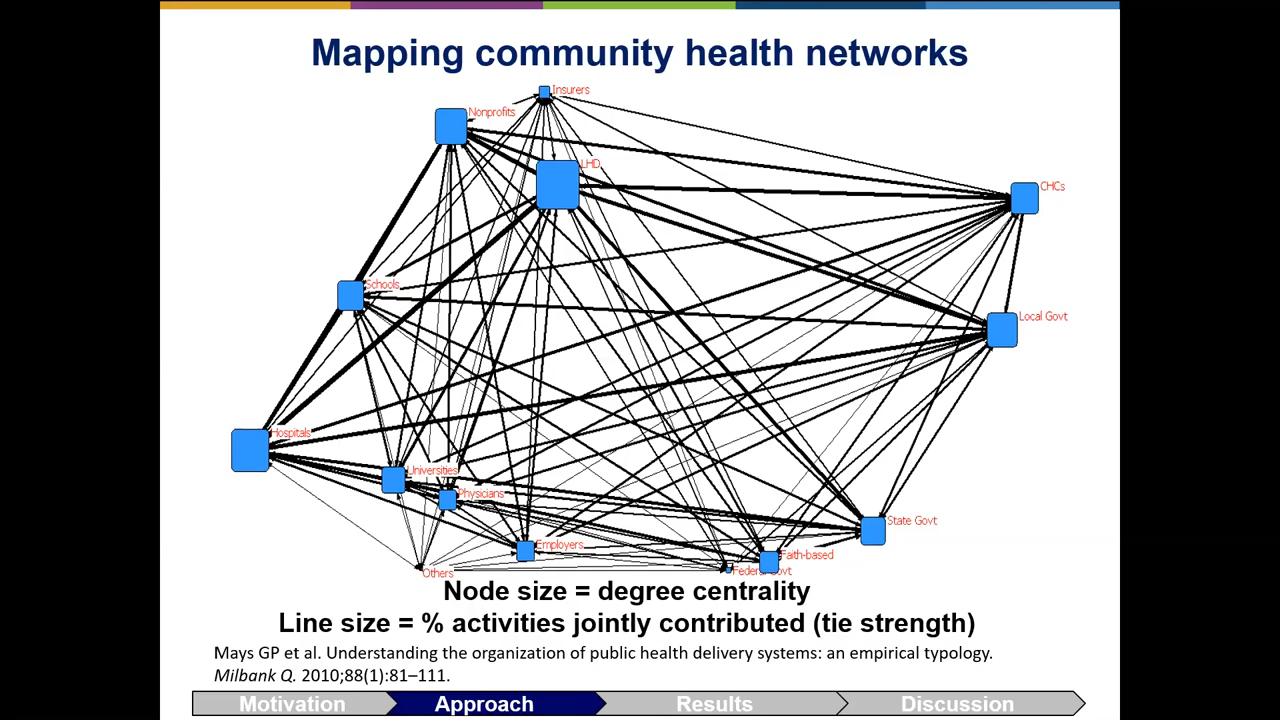 Mapping community health networks
Insurers
Nonprofits
LHD
CHCs
Schools
Local Govt
Hospitals
Universities
Physicians
State Govt
Employers
Faith-based
Others
Federal Govt
Node size = degree centrality
Line size = % activities jointly contributed (tie strength)
Mays GP et al. Understanding the organization of public health delivery systems: an empirical typology.
Milbank Q. 2010;88(1):81–111.
Motivation Approach Results Discussion